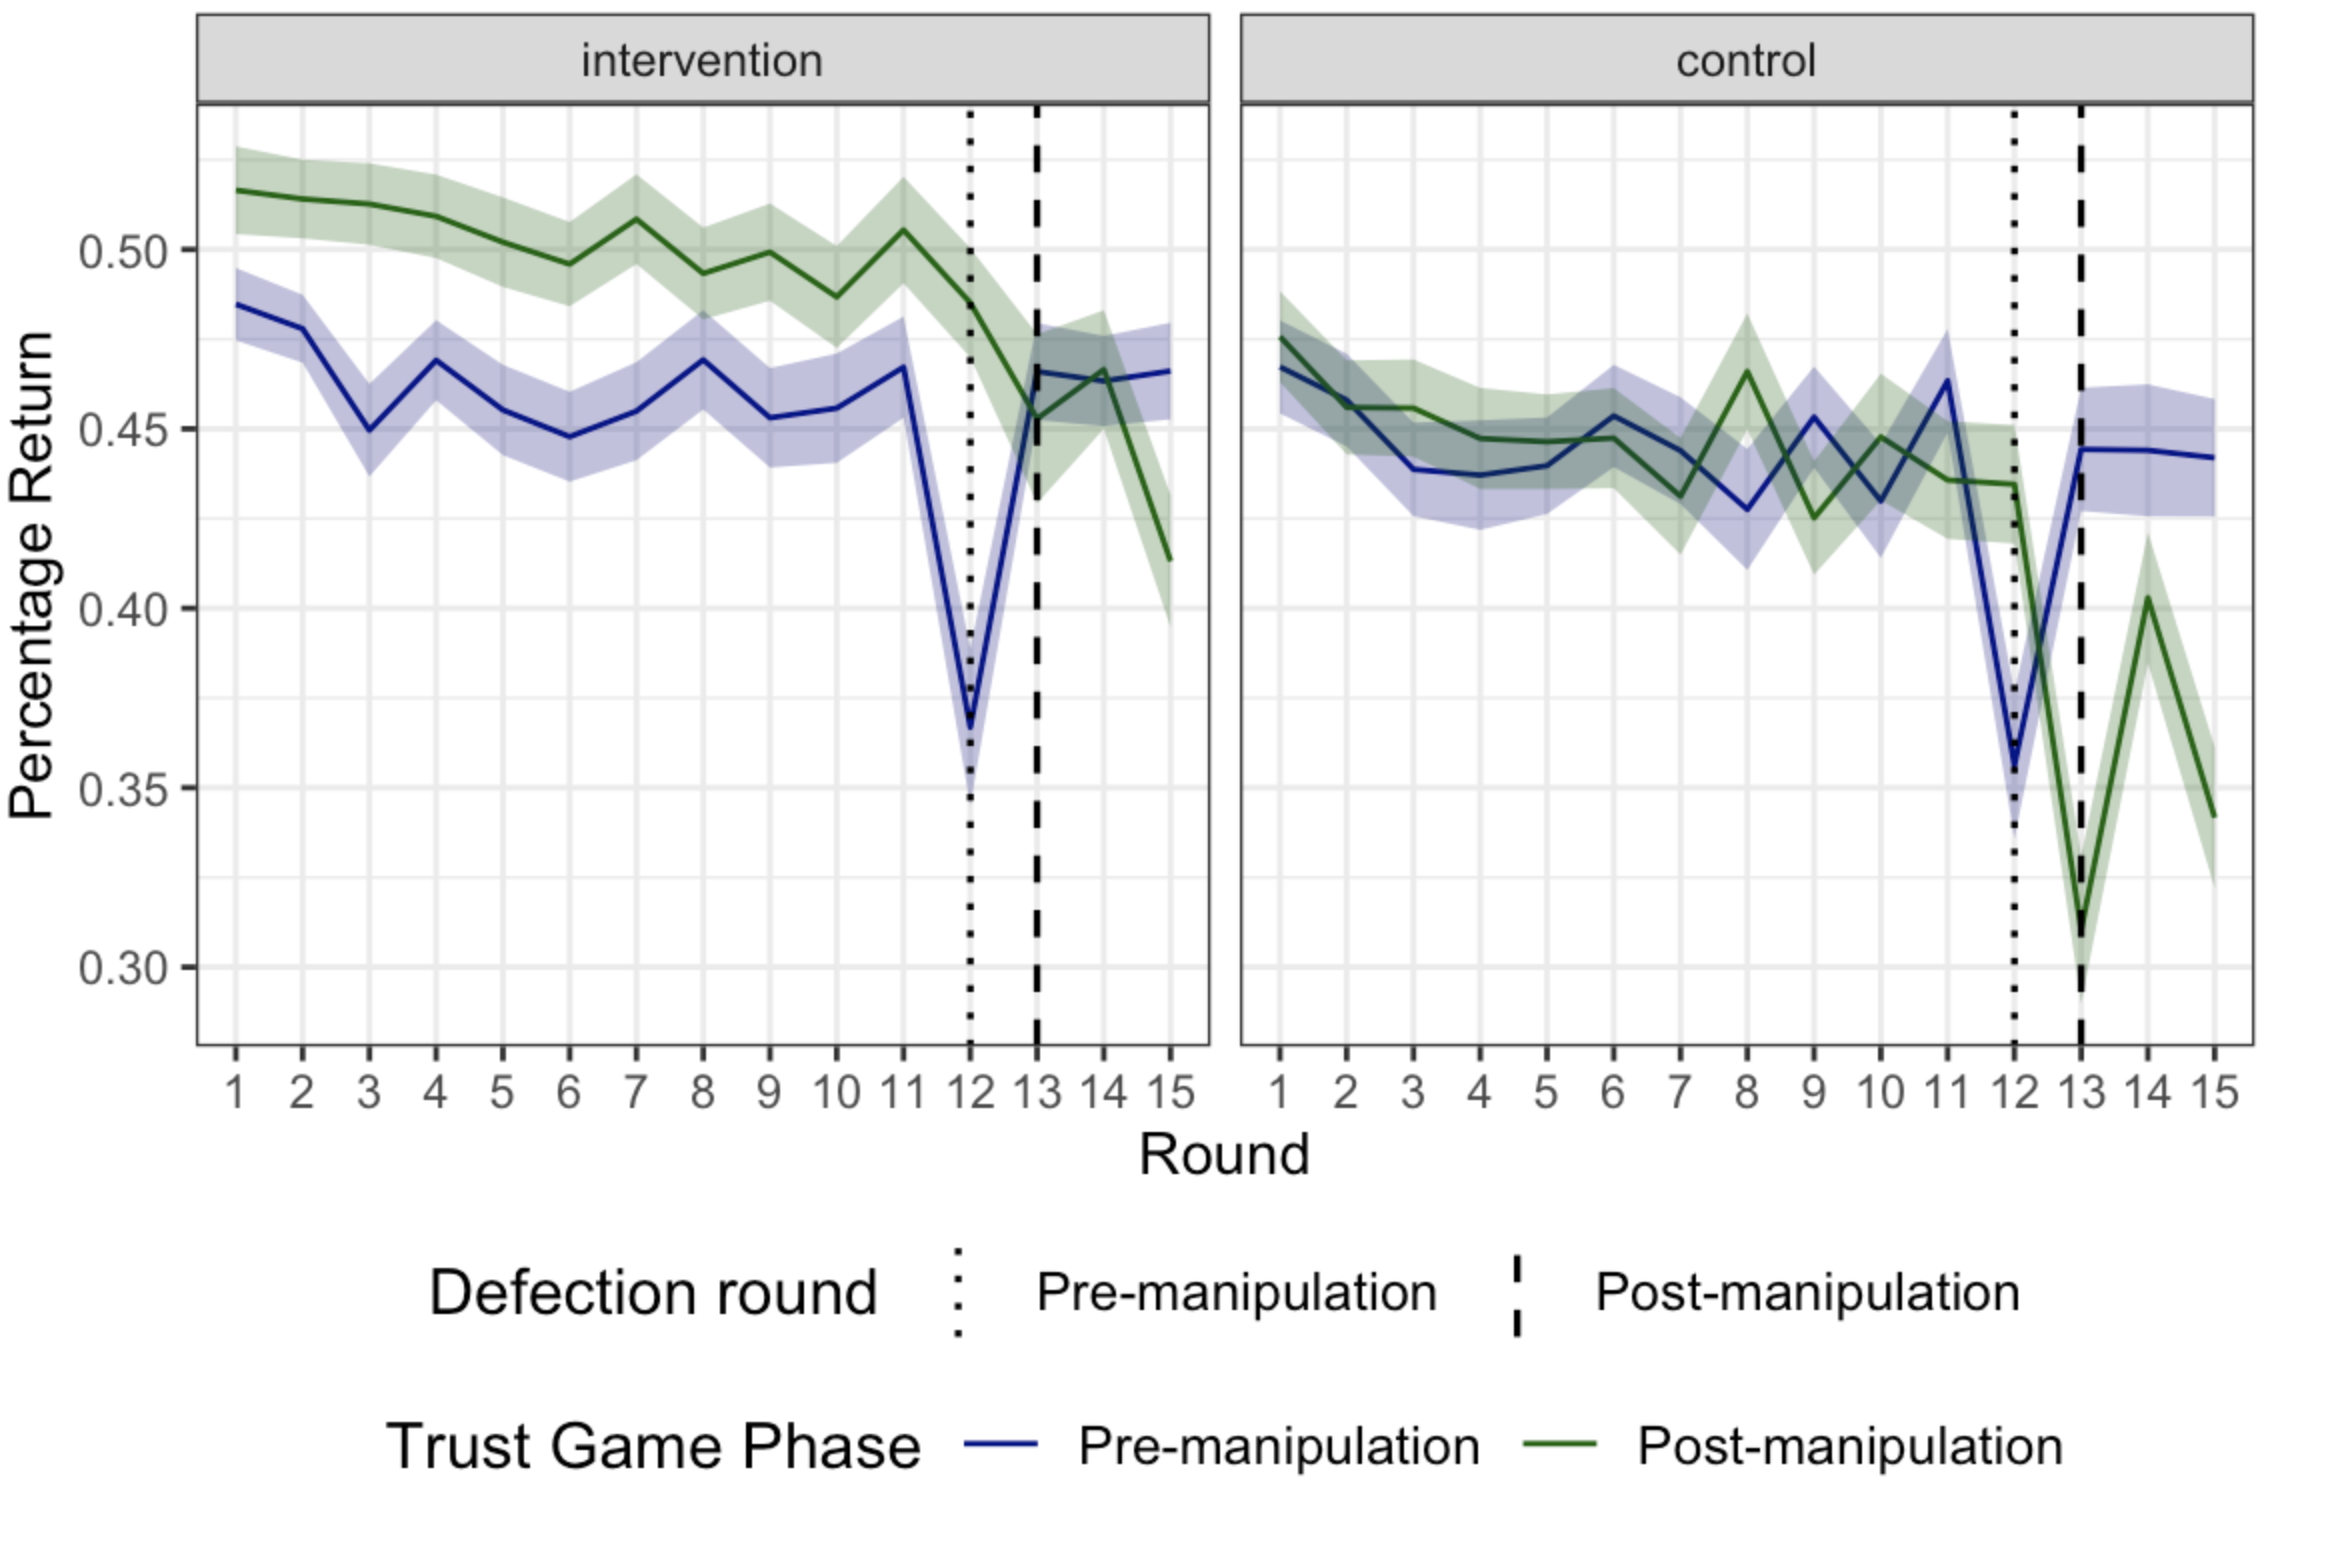 intervention
control
Percentage Return
0.50
0.45
0.40
0.35
0.30
1 2 3 4 5 6 7 8 9 10 11 12 13 14 15
1 2 3 4 5 6 7 8 9 10 11 12 13 14 15
Round
Defection round Pre-manipulation Post-manipulation
Trust Game Phase Pre-manipulation Post-manipulation